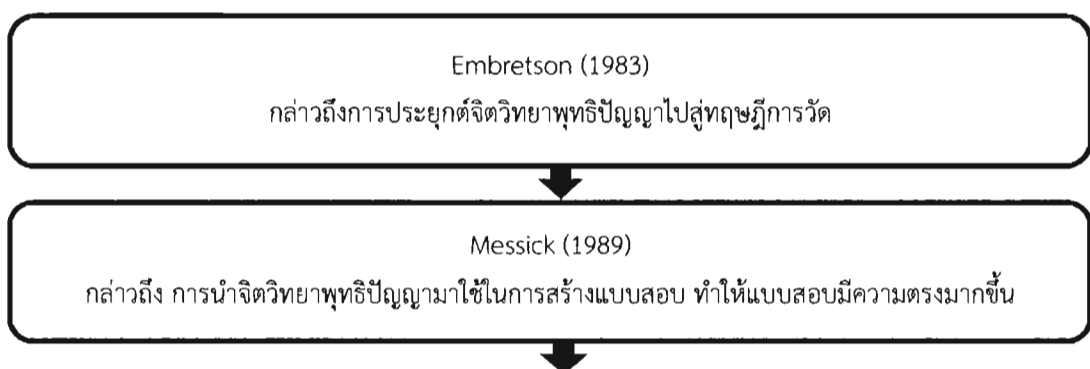 Embretson (1983)
กล่าวถึงการประยุกต์จิตวิทยาพุทธิปัญญาไปสู่ทฤษฎีการวัด
Messick (1989)
กล่าวถึง การนำจิตวิทยาพุทธิปัญญามาใช้ในการสร้างแบบสอบ ทำให้แบบสอบมีความตรงมากขึ้น